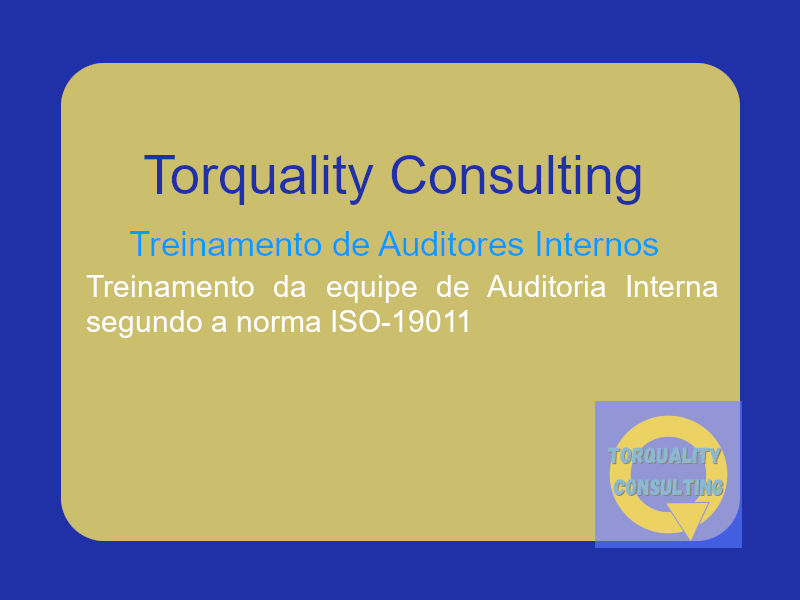 Torquality Consulting
Treinamento de Auditores Internos
Treinamento da equipe de Auditoria Interna
segundo a norma ISO-19011
TORQUALITY
CONSULTING